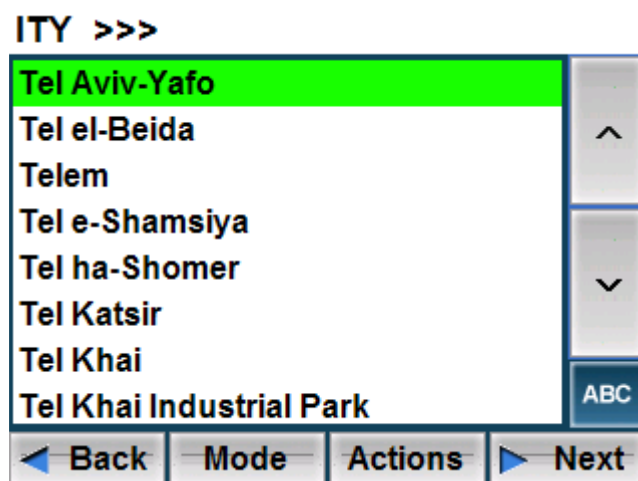 ITY >>>
Tel Aviv-Yafo
Tel el-Beida
Telem
Tel e-Shamsiya
Tel ha-Shomer
Tel Katsir
Tel Khai
Tel Khai Industrial Park
ABC
Back Mode Actions Next